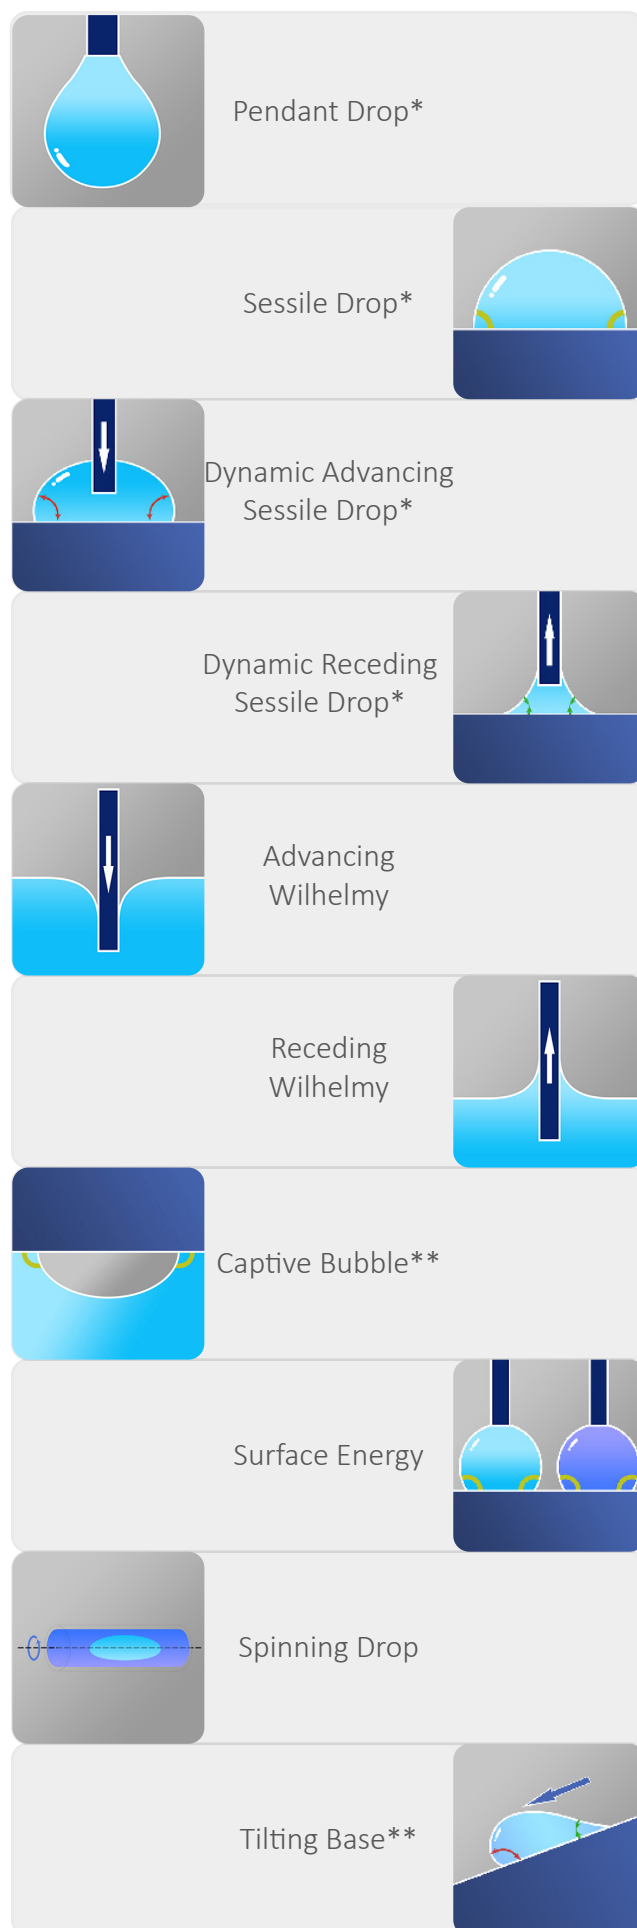 Pendant Drop*
Sessile Drop*
Dynamic Advancing
Sessile Drop*
Dynamic Receding
Sessile Drop*
Advancing
Wilhelmy
Receding
Wilhelmy
Captive Bubble**
Surface Energy
Spinning Drop
Tilting Base**